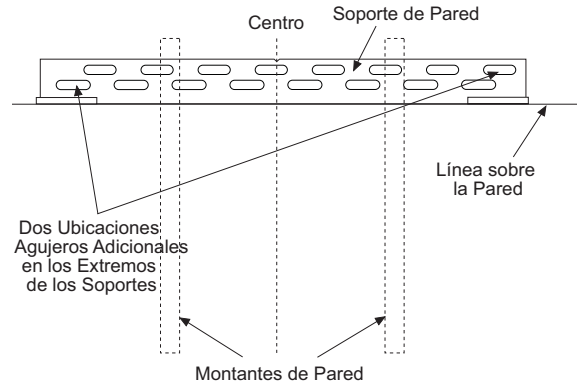 Soporte de Pared
Centro
Línea sobre
la Pared
Dos Ubicaciones
Agujeros Adicionales
en los Extremos
de los Soportes
Montantes de Pared